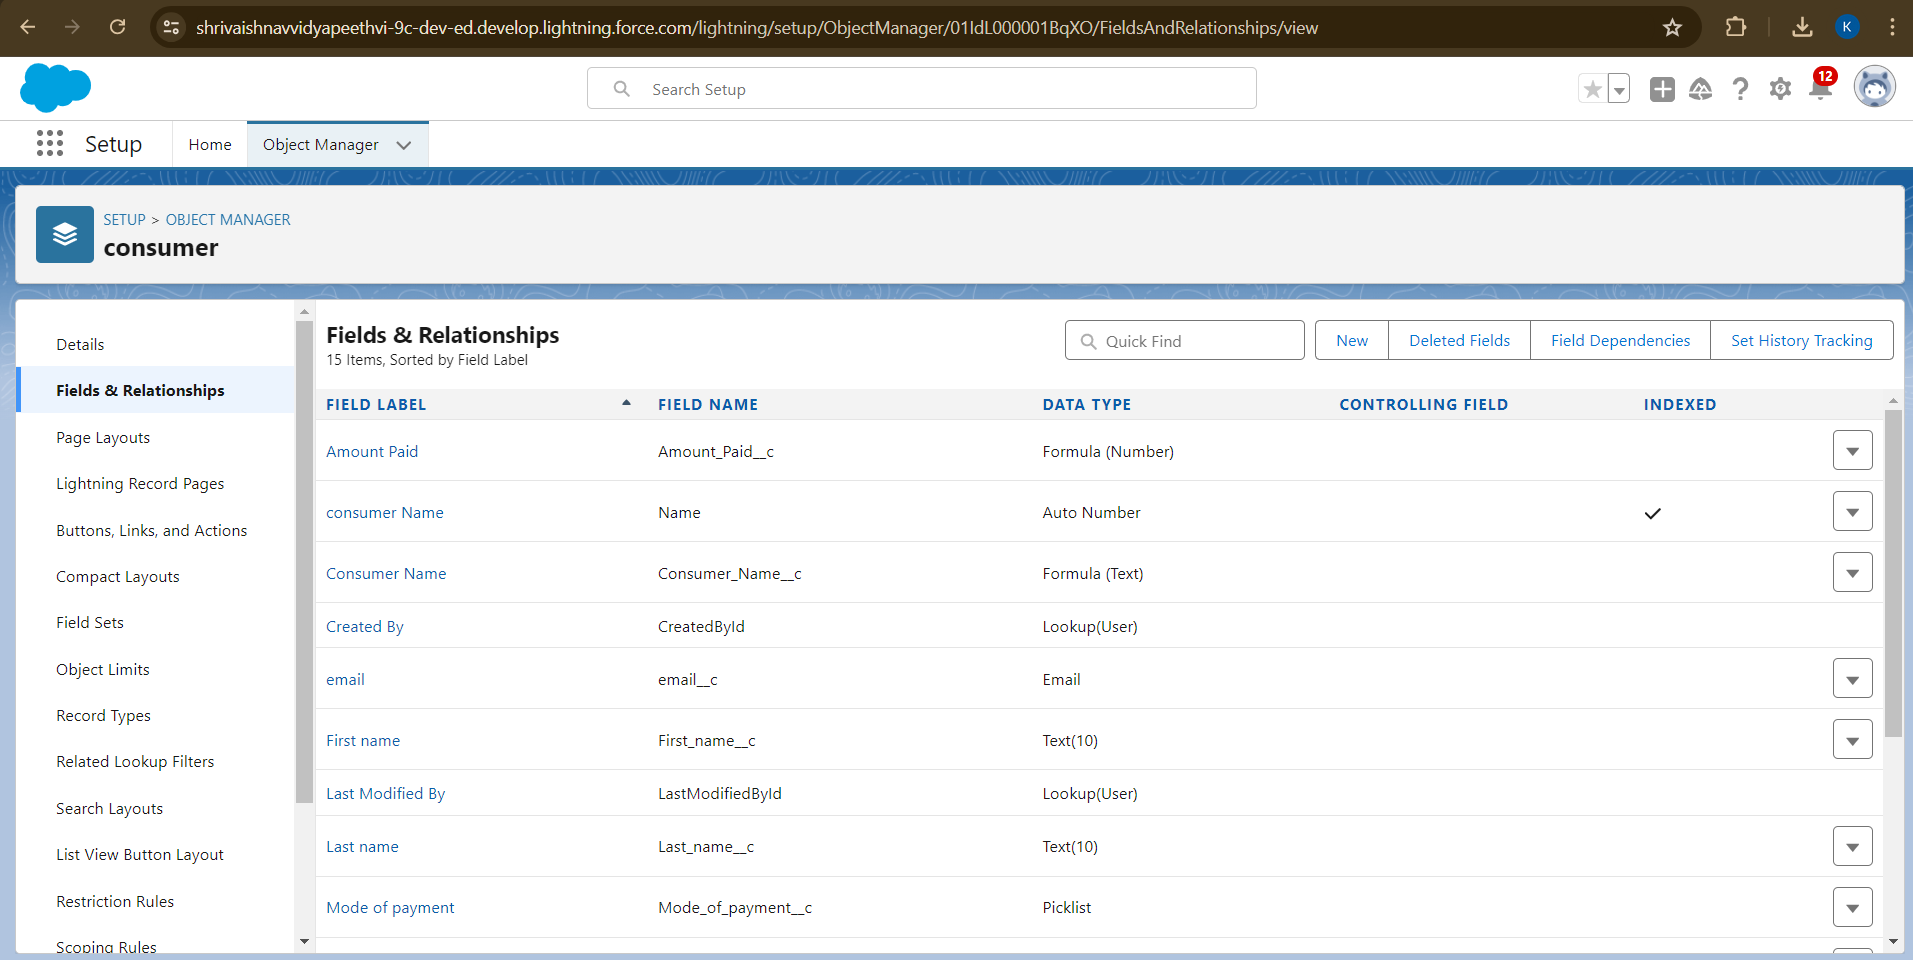 shrivaishnavvidyapeethvi-9c-dev-ed.develop.lightning.force.com/lightning/setup/ObjectManager/01IdL000001BqXO/FieldsAndRelationships/view
K
Search Setup
12
Setup
Home
Object Manager
SETUP > OBJECT MANAGER
consumer
Details
Fields & Relationships
Page Layouts
Lightning Record Pages
Buttons, Links, and Actions
Compact Layouts
Field Sets
Object Limits
Record Types
Related Lookup Filters
Search Layouts
List View Button Layout
Restriction Rules
Scoping Rules
Fields & Relationships
15 Items, Sorted by Field Label
Quick Find
New
Deleted Fields
Field Dependencies
Set History Tracking
FIELD LABEL FIELD NAME DATA TYPE CONTROLLING FIELD INDEXED
Amount Paid Amount_Paid__c Formula (Number)
consumer Name Name Auto Number
Consumer Name Consumer_Name__c Formula (Text)
Created By CreatedById Lookup(User)
email email__c Email
First name First_name__c Text(10)
Last Modified By LastModifiedById Lookup(User)
Last name Last_name__c Text(10)
Mode of payment Mode_of_payment__c Picklist